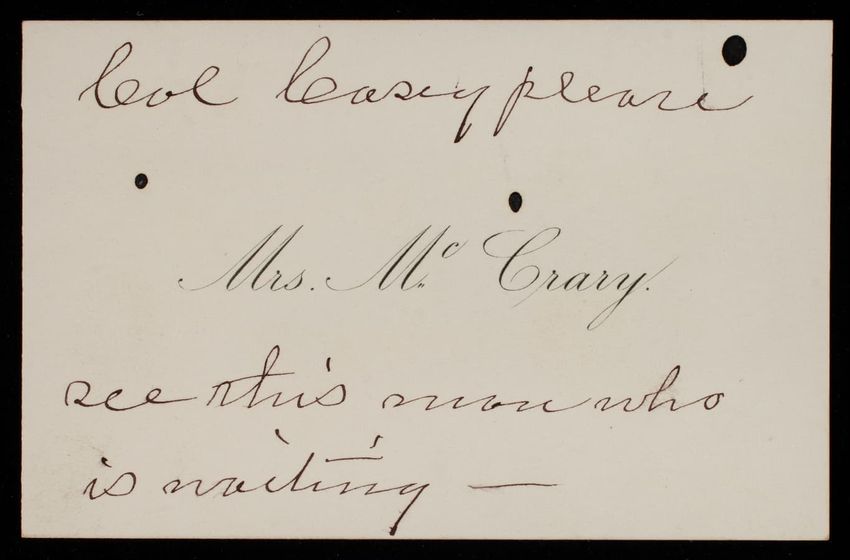 Col Casey please
Mrs. Mc Crary.
see this man who
is waiting —